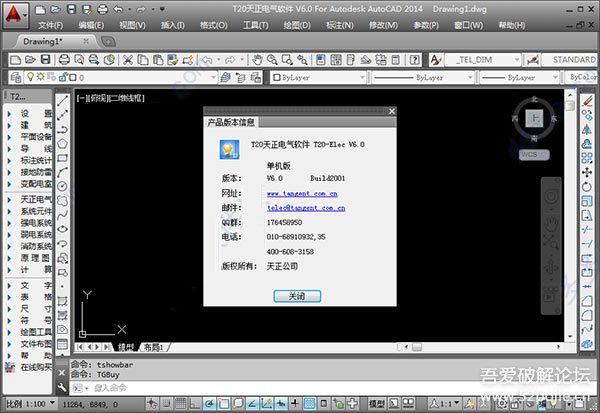 T20天正电气软件 V6.0 For Autodesk AutoCAD 2014 Drawing1.dwg
文件(F) 编辑(E) 视图(V) 插入(I) 格式(O) 工具(T) 绘图(D) 标注(N) 修改(M) 参数(P) 窗口(W) 帮助(H)
Drawing1*
_TEL_DIM STANDARD
ByLayer ByLayer ByLayer ByColor
[-][俯视][二维线框]
T2...
设 置
建 筑
平面设备
导 线
标注统计
接地防雷
变配电室
天正电气
系统元件
强电系统
弱电系统
消防系统
原 理 图
计 算
文 字
表 格
尺 寸
符 号
绘图工具
文件布图
帮 助
在线购买
产品版本信息
T20天正电气软件 T20-Elec V6.0
单机版
版本: V6.0 Build2001
网址: www.tangent.com.cn
邮件: telec@tangent.com.cn
QQ群: 176458950
电话: 010-68910932,35
400-608-3158
版权所有: 天正公司
关闭
北
西 上 东
南
WCS
Y
X
模型 布局1
命令: tshowbar
命令: TGBuy
键入命令
比例 1:100 11264, 6849, 0
模型
1:1
吾爱破解论坛